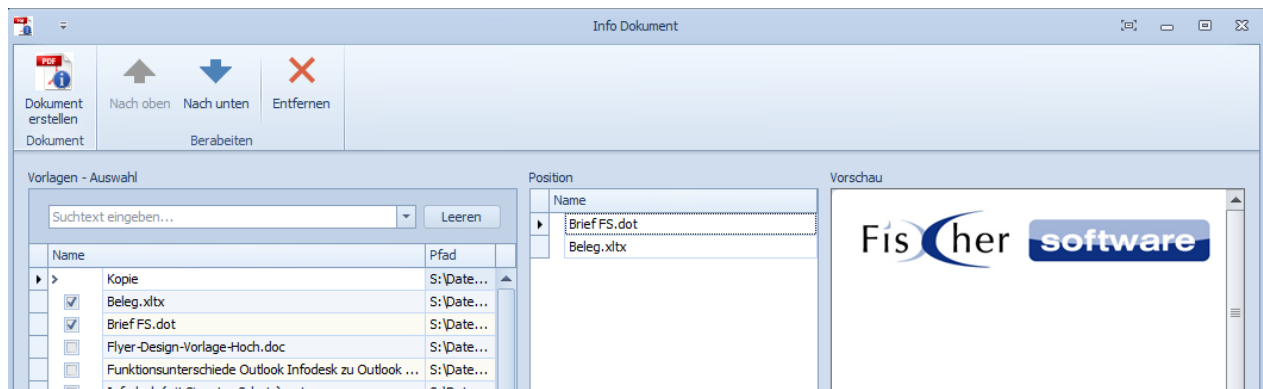 Info Dokument
PDF
Dokument erstellen
Nach oben
Nach unten
Entfernen
Dokument
Berabeiten
Vorlagen - Auswahl
Suchtext eingeben...
Leeren
Name
Pfad
Kopie
S:\Date...
Beleg.xltx
S:\Date...
Brief FS.dot
S:\Date...
Flyer-Design-Vorlage-Hoch.doc
S:\Date...
Funktionsunterschiede Outlook Infodesk zu Outlook ...
S:\Date...
Position
Name
Brief FS.dot
Beleg.xltx
Vorschau
Fischer software